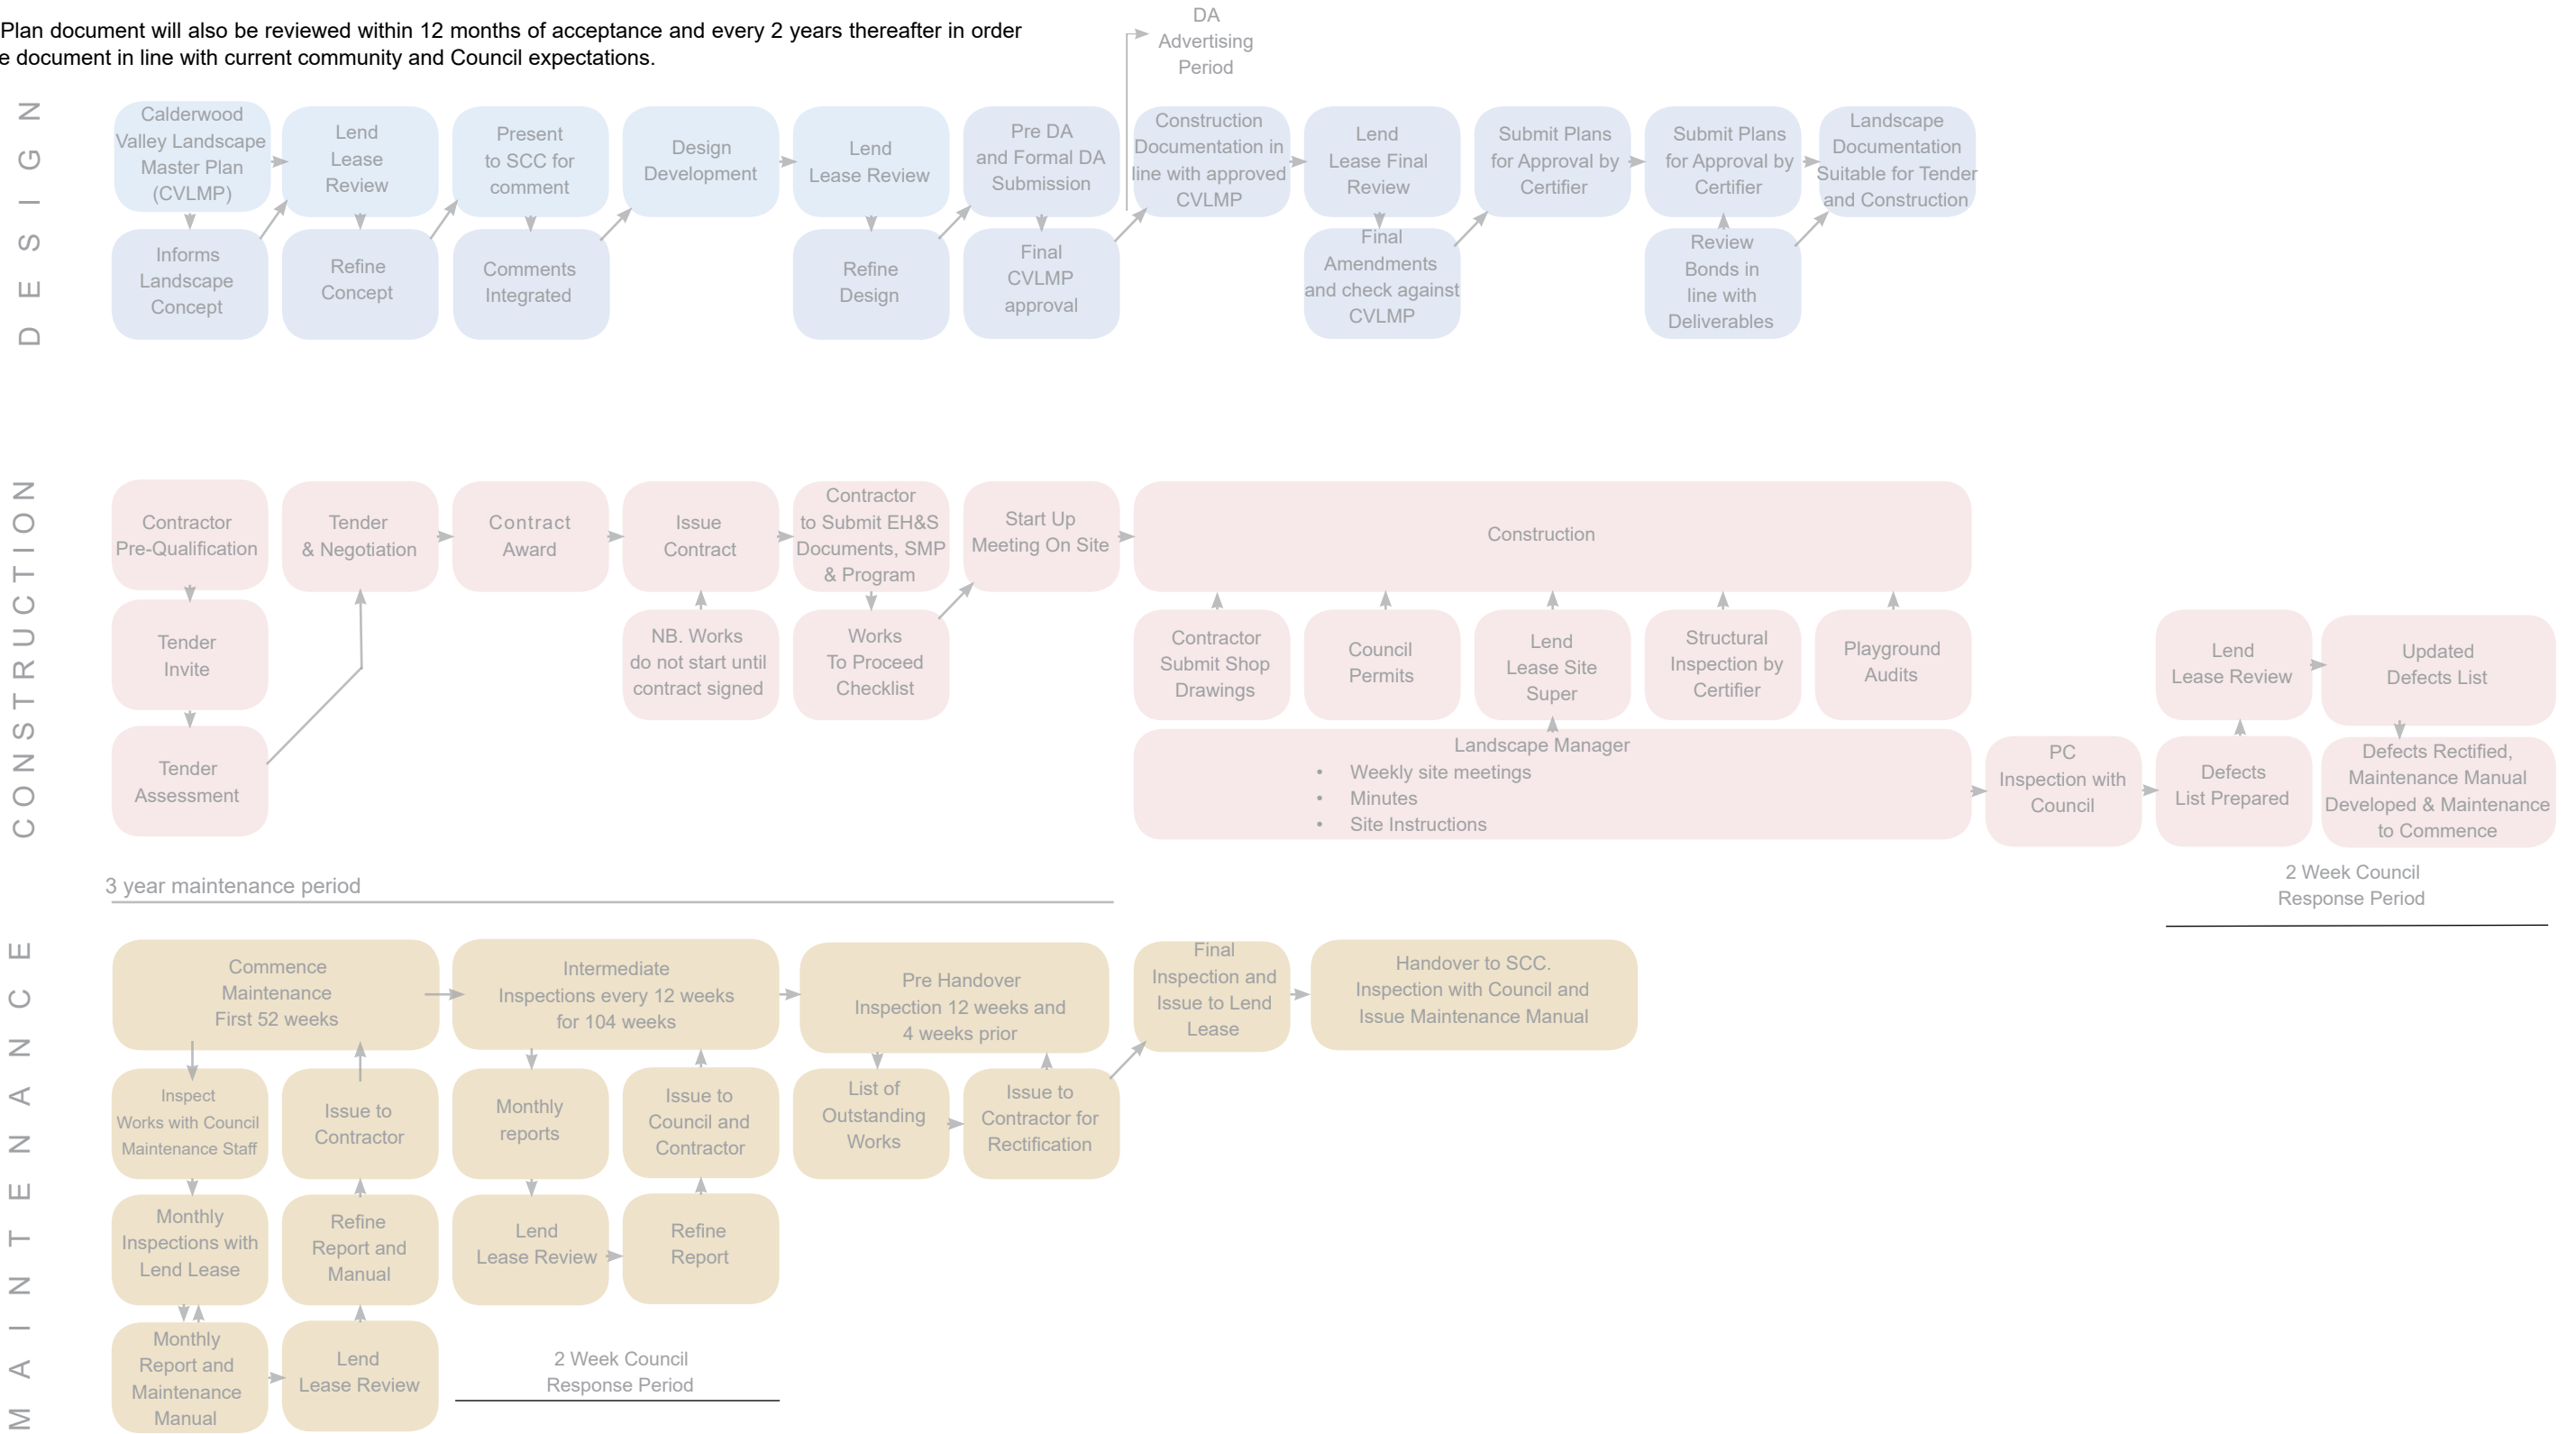 Plan document will also be reviewed within 12 months of acceptance and every 2 years thereafter in order
e document in line with current community and Council expectations.
DA
Advertising
Period
DESIGN
Calderwood
Valley Landscape
Master Plan
(CVLMP)
Lend
Lease
Review
Present
to SCC for
comment
Design
Development
Lend
Lease Review
Pre DA
and Formal DA
Submission
Construction
Documentation in
line with approved
CVLMP
Lend
Lease Final
Review
Submit Plans
for Approval by
Certifier
Submit Plans
for Approval by
Certifier
Landscape
Documentation
Suitable for Tender
and Construction
Informs
Landscape
Concept
Refine
Concept
Comments
Integrated
Refine
Design
Final
CVLMP
approval
Final
Amendments
and check against
CVLMP
Review
Bonds in
line with
Deliverables
CONSTRUCTION
Contractor
Pre-Qualification
Tender
& Negotiation
Contract
Award
Issue
Contract
Contractor
to Submit EH&S
Documents, SMP
& Program
Start Up
Meeting On Site
Construction
Tender
Invite
NB. Works
do not start until
contract signed
Works
To Proceed
Checklist
Contractor
Submit Shop
Drawings
Council
Permits
Lend
Lease Site
Super
Structural
Inspection by
Certifier
Playground
Audits
Lend
Lease Review
Updated
Defects List
Tender
Assessment
Landscape Manager
• Weekly site meetings
• Minutes
• Site Instructions
PC
Inspection with
Council
Defects
List Prepared
Defects Rectified,
Maintenance Manual
Developed & Maintenance
to Commence
2 Week Council
Response Period
3 year maintenance period
MAINTENANCE
Commence
Maintenance
First 52 weeks
Intermediate
Inspections every 12 weeks
for 104 weeks
Pre Handover
Inspection 12 weeks and
4 weeks prior
Final
Inspection and
Issue to Lend
Lease
Handover to SCC.
Inspection with Council and
Issue Maintenance Manual
Inspect
Works with Council
Maintenance Staff
Issue to
Contractor
Monthly
reports
Issue to
Council and
Contractor
List of
Outstanding
Works
Issue to
Contractor for
Rectification
Monthly
Inspections with
Lend Lease
Refine
Report and
Manual
Lend
Lease Review
Refine
Report
Monthly
Report and
Maintenance
Manual
Lend
Lease Review
2 Week Council
Response Period